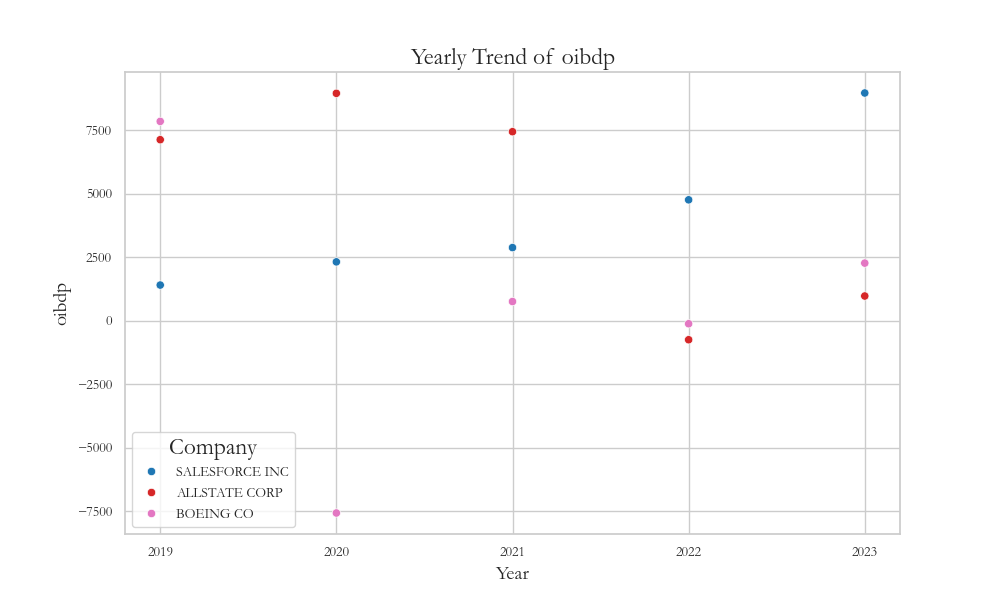 Yearly Trend of oibdp
oibdp
7500
5000
2500
0
−2500
−5000
−7500
Company
SALESFORCE INC
ALLSTATE CORP
BOEING CO
2019 2020 2021 2022 2023
Year